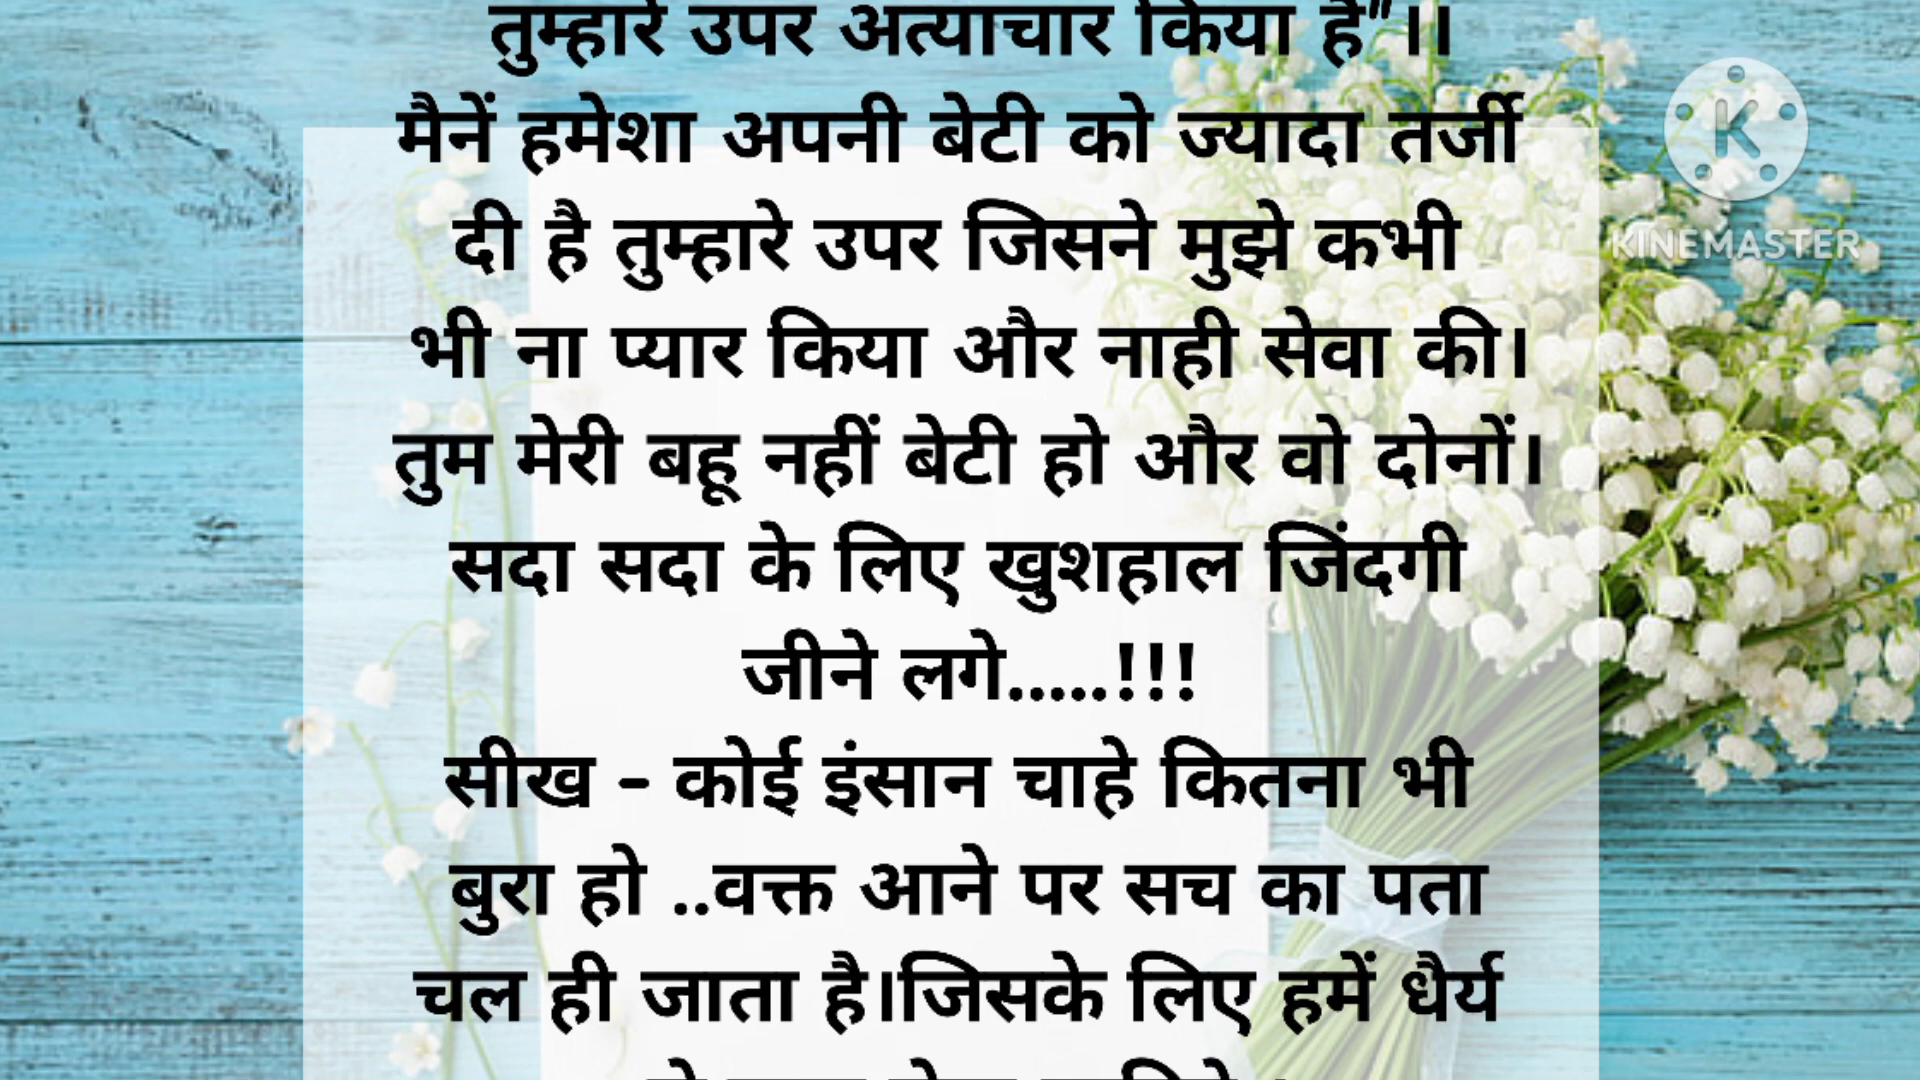 तुम्हारे उपर अत्याचार किया है"।।
मैनें हमेशा अपनी बेटी को ज्यादा तर्जी
दी है तुम्हारे उपर जिसने मुझे कभी
भी ना प्यार किया और नाही सेवा की।
तुम मेरी बहू नहीं बेटी हो और वो दोनों।
सदा सदा के लिए खुशहाल जिंदगी
जीने लगे.....!!!
सीख - कोई इंसान चाहे कितना भी
बुरा हो ..वक्त आने पर सच का पता
चल ही जाता है।जिसके लिए हमें धैर्य
K
KINEMASTER